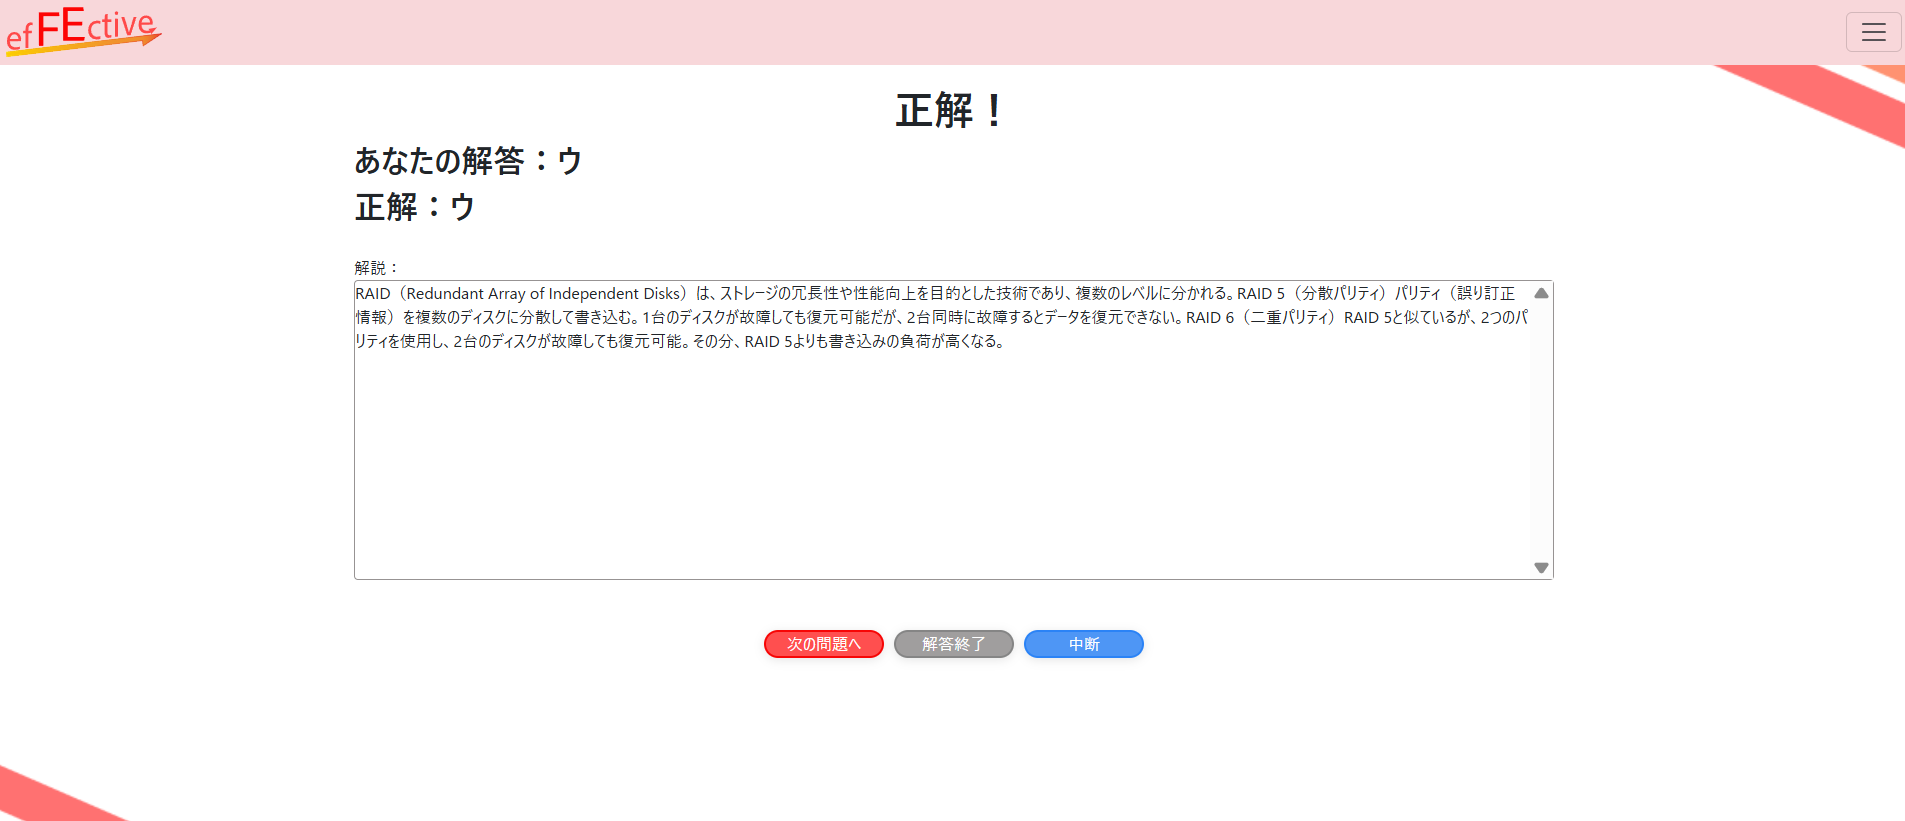 efFEctive
正解！
あなたの解答：ウ
正解：ウ
解説：
RAID（Redundant Array of Independent Disks）は、ストレージの冗長性や性能向上を目的とした技術であり、複数のレベルに分かれる。RAID 5（分散パリティ）パリティ（誤り訂正
情報）を複数のディスクに分散して書き込む。1台のディスクが故障しても復元可能だが、2台同時に故障するとデータを復元できない。RAID 6（二重パリティ）RAID 5と似ているが、2つのパ
リティを使用し、2台のディスクが故障しても復元可能。その分、RAID 5よりも書き込みの負荷が高くなる。
次の問題へ
解答終了
中断